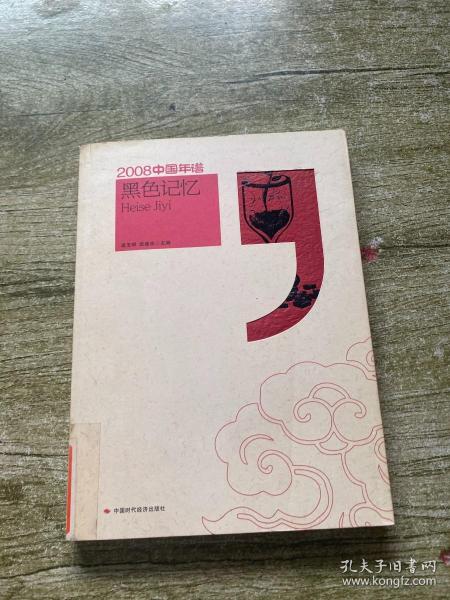 2008中国年谱
黑色记忆
Heise Jiyi
中国时代经济出版社
孔夫子旧书网
www.kongfz.com